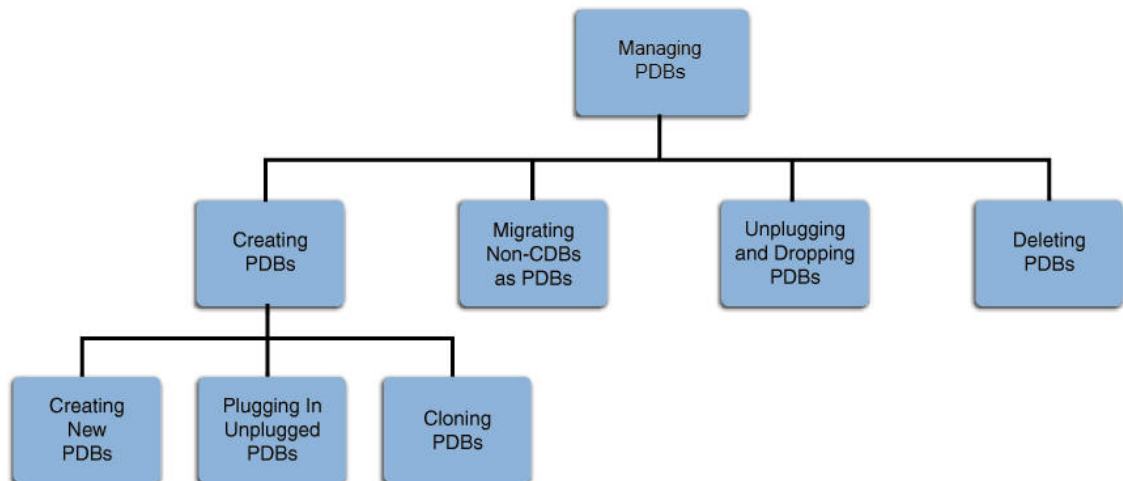 Managing
PDBs
Creating
PDBs
Migrating
Non-CDBs
as PDBs
Unplugging
and Dropping
PDBs
Deleting
PDBs
Creating
New
PDBs
Plugging In
Unplugged
PDBs
Cloning
PDBs